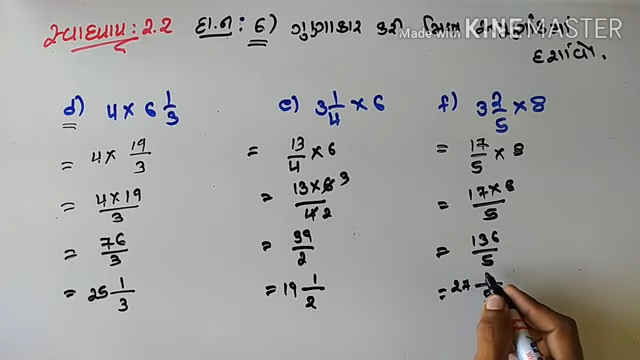 સ્વાધ્યાય: 2.2 દા.નં: 6) ગુણાકાર કરી મિશ્ર
Made with KINEMASTER
દર્શાવો.
ડ) 4 × 6 1/3 ઈ) 3 1/4 × 6 ફ) 3 2/5 × 8
= 4 × 19/3 = 13/4 × 6 = 17/5 × 8
= 4×19/3 = 13×6 3/4 2 = 17×8/5
= 76/3 = 39/2 = 136/5
= 25 1/3 = 19 1/2 = 27